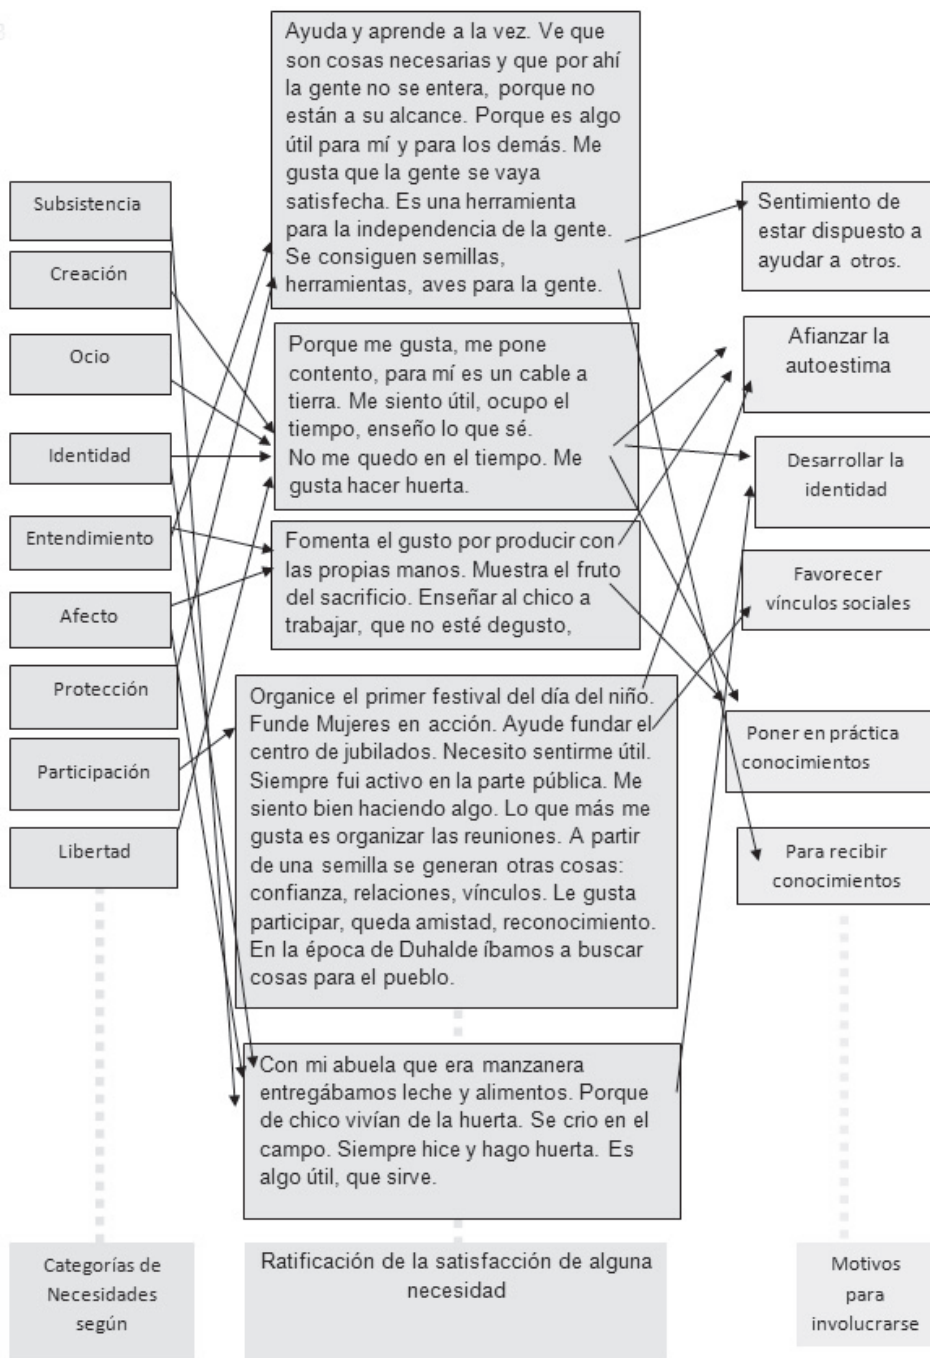 Subsistencia
Creación
Ocio
Identidad
Entendimiento
Afecto
Protección
Participación
Libertad
Ayuda y aprende a la vez. Ve que
son cosas necesarias y que por ahí
la gente no se entera, porque no
están a su alcance. Porque es algo
útil para mí y para los demás. Me
gusta que la gente se vaya
satisfecha. Es una herramienta
para la independencia de la gente.
Se consiguen semillas,
herramientas, aves para la gente.
Porque me gusta, me pone
contento, para mí es un cable a
tierra. Me siento útil, ocupo el
tiempo, enseño lo que sé.
No me quedo en el tiempo. Me
gusta hacer huerta.
Fomenta el gusto por producir con
las propias manos. Muestra el fruto
del sacrificio. Enseñar al chico a
trabajar, que no esté degusto,
Organice el primer festival del día del niño.
Funde Mujeres en acción. Ayude fundar el
centro de jubilados. Necesito sentirme útil.
Siempre fui activo en la parte pública. Me
siento bien haciendo algo. Lo que más me
gusta es organizar las reuniones. A partir
de una semilla se generan otras cosas:
confianza, relaciones, vínculos. Le gusta
participar, queda amistad, reconocimiento.
En la época de Duhalde íbamos a buscar
cosas para el pueblo.
Con mi abuela que era manzanera
entregábamos leche y alimentos. Porque
de chico vivían de la huerta. Se crio en el
campo. Siempre hice y hago huerta. Es
algo útil, que sirve.
Sentimiento de
estar dispuesto a
ayudar a otros.
Afianzar la
autoestima
Desarrollar la
identidad
Favorecer
vínculos sociales
Poner en práctica
conocimientos
Para recibir
conocimientos
Categorías de
Necesidades
según
Ratificación de la satisfacción de alguna
necesidad
Motivos
para
involucrarse